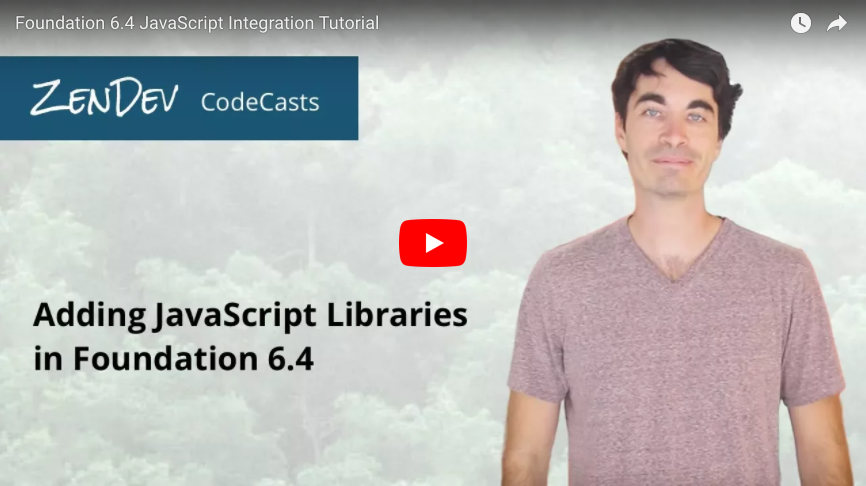 Foundation 6.4 JavaScript Integration Tutorial
ZenDev CodeCasts
Adding JavaScript Libraries
in Foundation 6.4